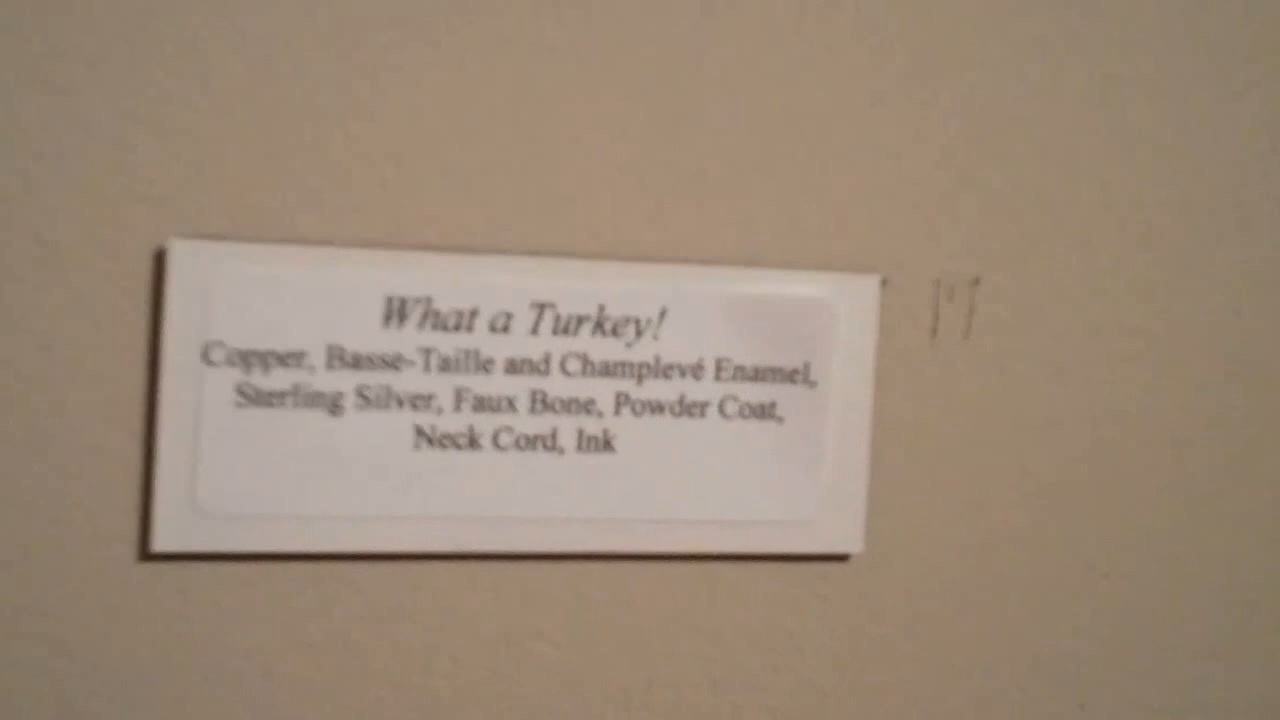 What a Turkey!
Copper, Basse-Taille and Champlevé Enamel,
Sterling Silver, Faux Bone, Powder Coat,
Neck Cord, Ink